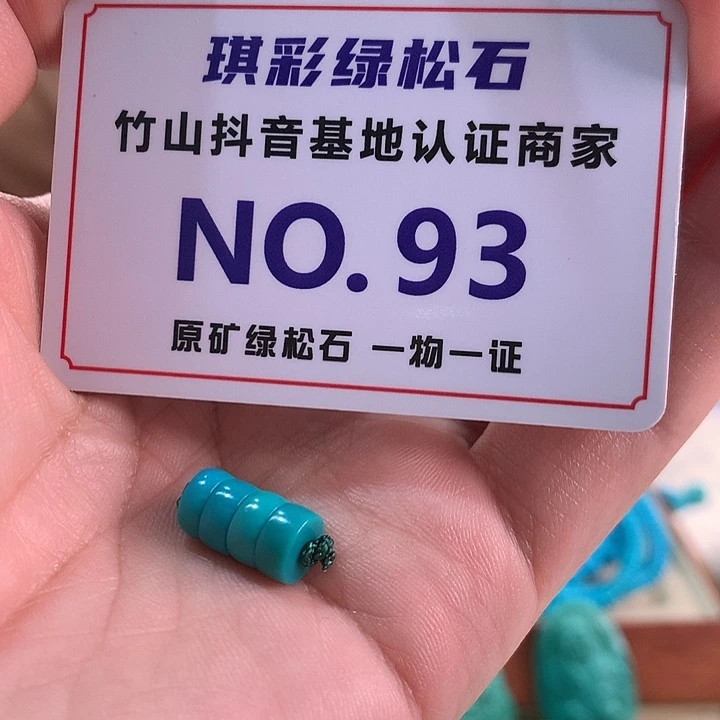 琪彩绿松石
竹山抖音基地认证商家
NO.93
原矿绿松石 一物一证